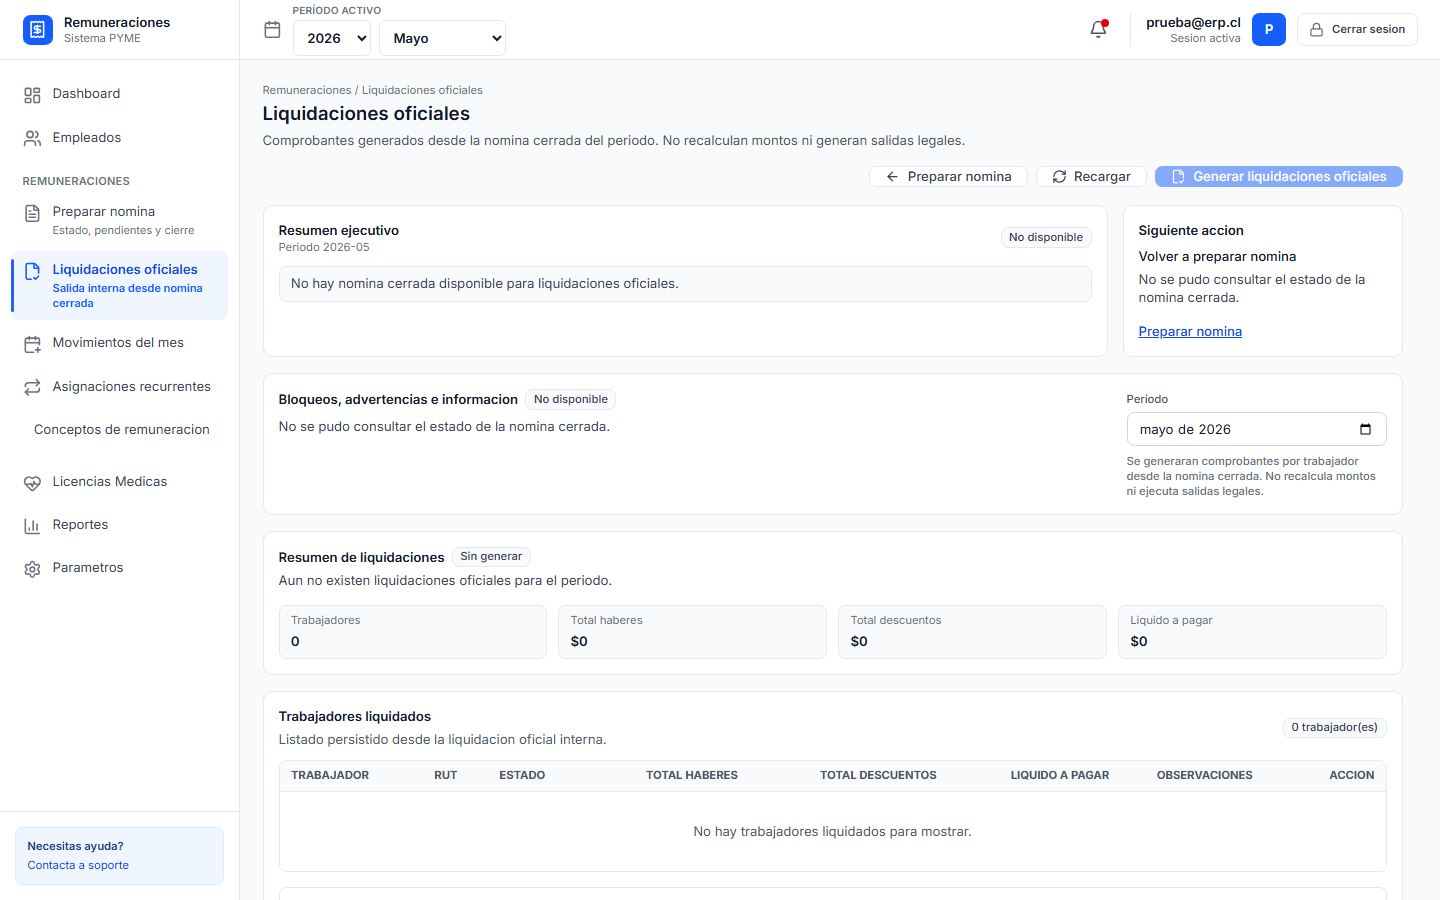 Remuneraciones
Sistema PYME
PERÍODO ACTIVO
2026
Mayo
prueba@erp.cl
Sesion activa
P
Cerrar sesion
Dashboard
Empleados
REMUNERACIONES
Preparar nomina
Estado, pendientes y cierre
Liquidaciones oficiales
Salida interna desde nomina
cerrada
Movimientos del mes
Asignaciones recurrentes
Conceptos de remuneracion
Licencias Medicas
Reportes
Parametros
Necesitas ayuda?
Contacta a soporte
Remuneraciones / Liquidaciones oficiales
Liquidaciones oficiales
Comprobantes generados desde la nomina cerrada del periodo. No recalculan montos ni generan salidas legales.
Preparar nomina
Recargar
Generar liquidaciones oficiales
Resumen ejecutivo
Periodo 2026-05
No disponible
No hay nomina cerrada disponible para liquidaciones oficiales.
Siguiente accion
Volver a preparar nomina
No se pudo consultar el estado de la
nomina cerrada.
Preparar nomina
Bloqueos, advertencias e informacion
No disponible
No se pudo consultar el estado de la nomina cerrada.
Periodo
mayo de 2026
Se generaran comprobantes por trabajador
desde la nomina cerrada. No recalcula montos
ni ejecuta salidas legales.
Resumen de liquidaciones
Sin generar
Aun no existen liquidaciones oficiales para el periodo.
Trabajadores
0
Total haberes
$0
Total descuentos
$0
Liquido a pagar
$0
Trabajadores liquidados
Listado persistido desde la liquidacion oficial interna.
0 trabajador(es)
TRABAJADOR RUT ESTADO TOTAL HABERES TOTAL DESCUENTOS LIQUIDO A PAGAR OBSERVACIONES ACCION
No hay trabajadores liquidados para mostrar.